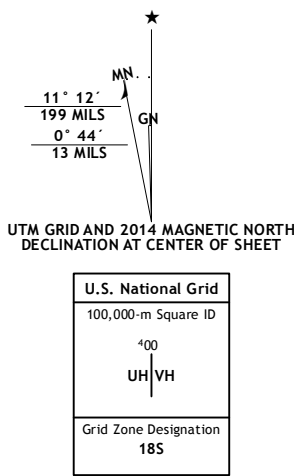 ★
MN
11° 12´
199 MILS
GN
0° 44´
13 MILS
UTM GRID AND 2014 MAGNETIC NORTH
DECLINATION AT CENTER OF SHEET
U.S. National Grid
100,000-m Square ID
⁴00
UH VH
Grid Zone Designation
18S